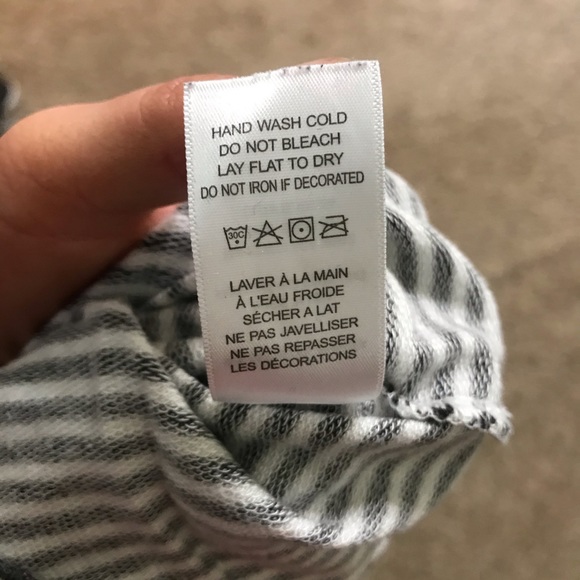 HAND WASH COLD
DO NOT BLEACH
LAY FLAT TO DRY
DO NOT IRON IF DECORATED
30C
LAVER À LA MAIN
À L'EAU FROIDE
SÉCHER A LAT
NE PAS JAVELLISER
NE PAS REPASSER
LES DÉCORATIONS